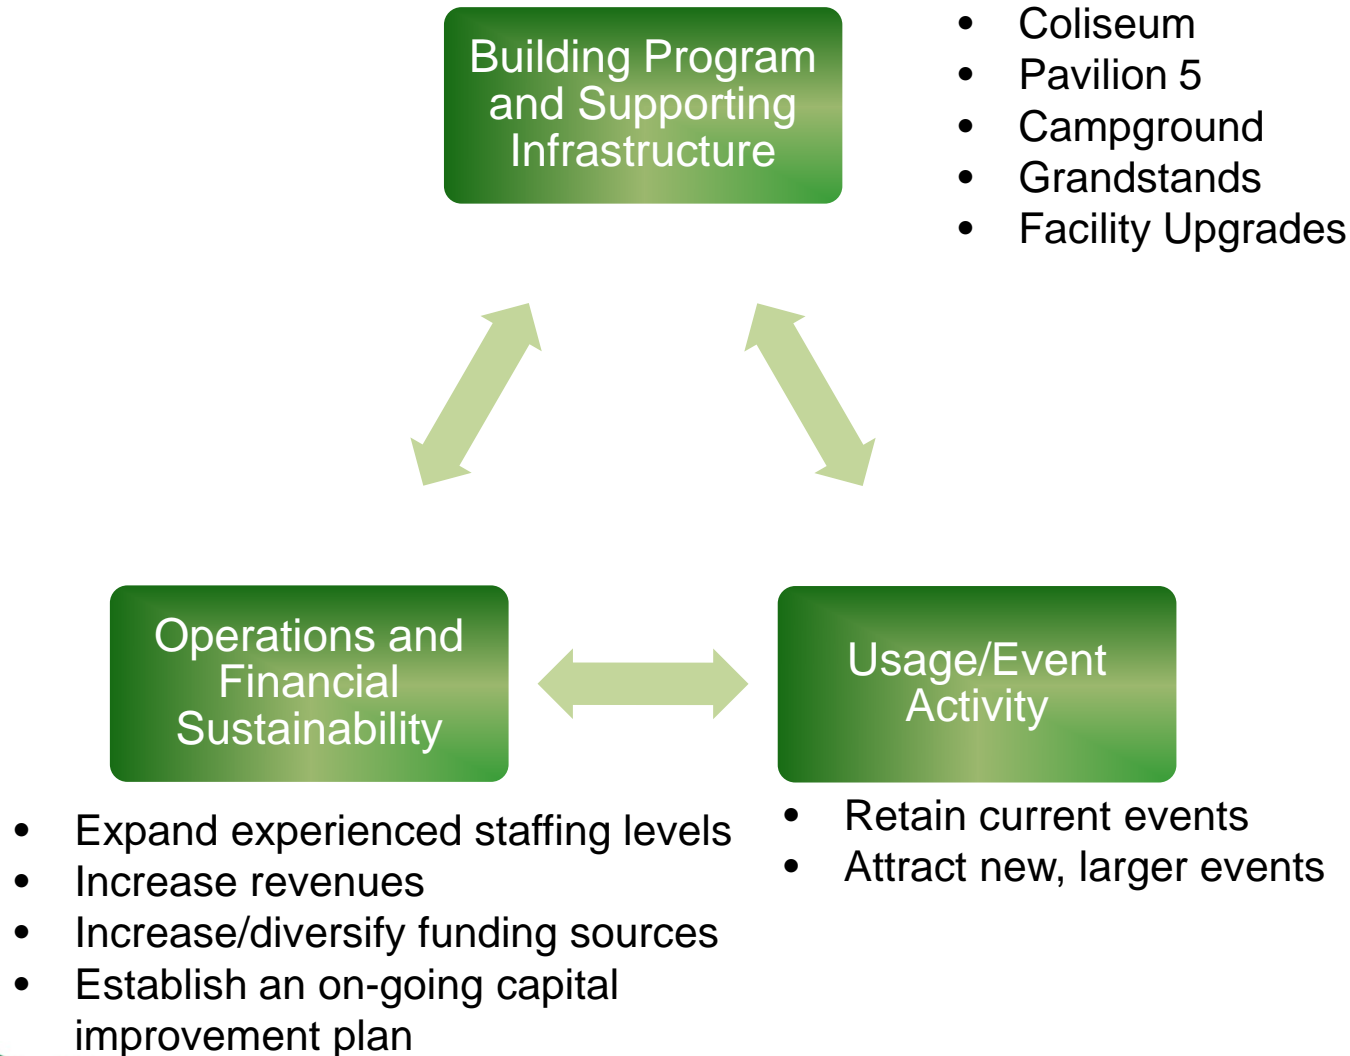 Building Program
and Supporting
Infrastructure
• Coliseum
• Pavilion 5
• Campground
• Grandstands
• Facility Upgrades
Operations and
Financial
Sustainability
• Expand experienced staffing levels
• Increase revenues
• Increase/diversify funding sources
• Establish an on-going capital
improvement plan
Usage/Event
Activity
• Retain current events
• Attract new, larger events